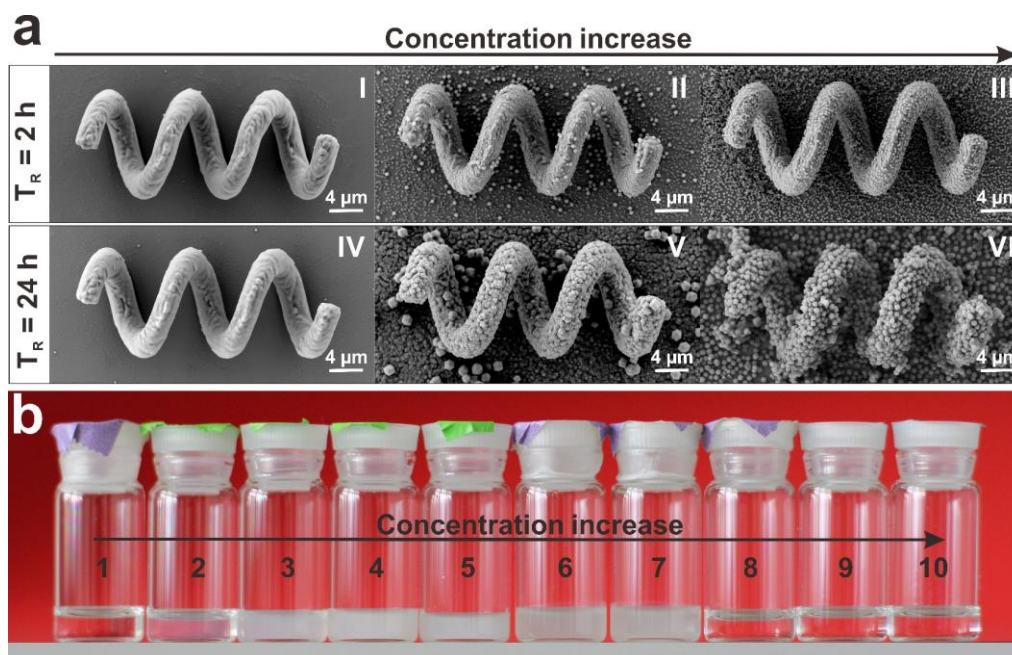 a
Concentration increase
T_R = 2 h
I
4 μm
II
4 μm
III
4 μm
T_R = 24 h
IV
4 μm
V
4 μm
VI
4 μm
b
Concentration increase
1 2 3 4 5 6 7 8 9 10